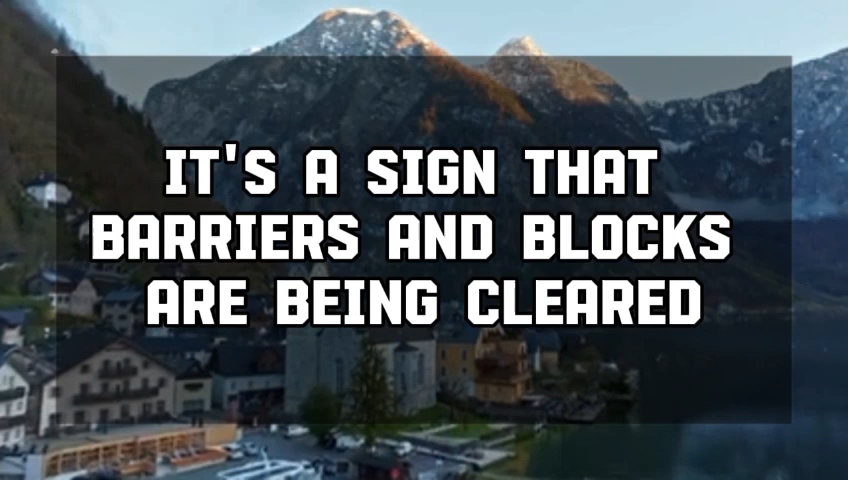 IT'S A SIGN THAT
BARRIERS AND BLOCKS
ARE BEING CLEARED